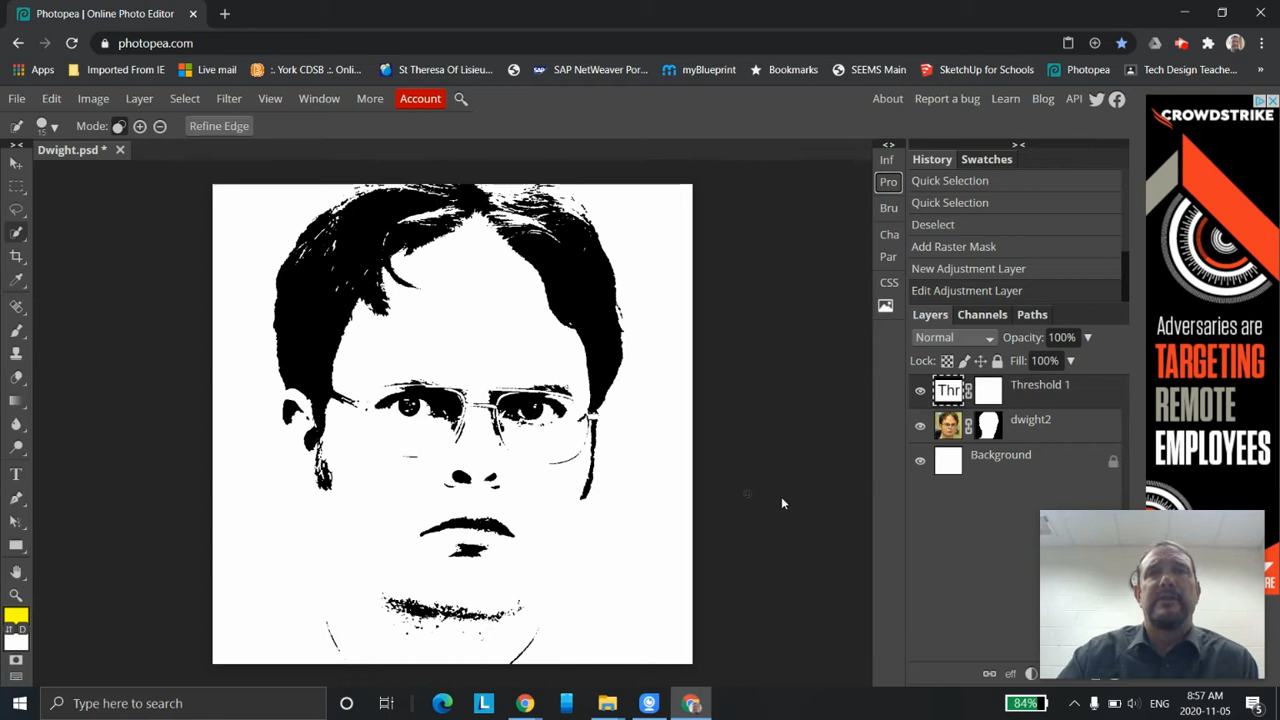 Photopea | Online Photo Editor
photopea.com
Apps
Imported From IE
Live mail
:. York CDSB :. Onli...
St Theresa Of Lisieu...
SAP NetWeaver Por...
myBlueprint
Bookmarks
SEEMS Main
SketchUp for Schools
Photopea
Tech Design Teache...
»
File Edit Image Layer Select Filter View Window More Account
About Report a bug Learn Blog API
15
Mode:
Refine Edge
Dwight.psd *
Inf
Pro
Bru
Cha
Par
CSS
History Swatches
Quick Selection
Quick Selection
Deselect
Add Raster Mask
New Adjustment Layer
Edit Adjustment Layer
Layers Channels Paths
Normal Opacity: 100%
Lock: Fill: 100%
Thr Threshold 1
dwight2
Background
eff
D
CROWDSTRIKE
Adversaries are
TARGETING
REMOTE
EMPLOYEES
Type here to search
L
84%
ENG
8:57 AM
2020-11-05
5